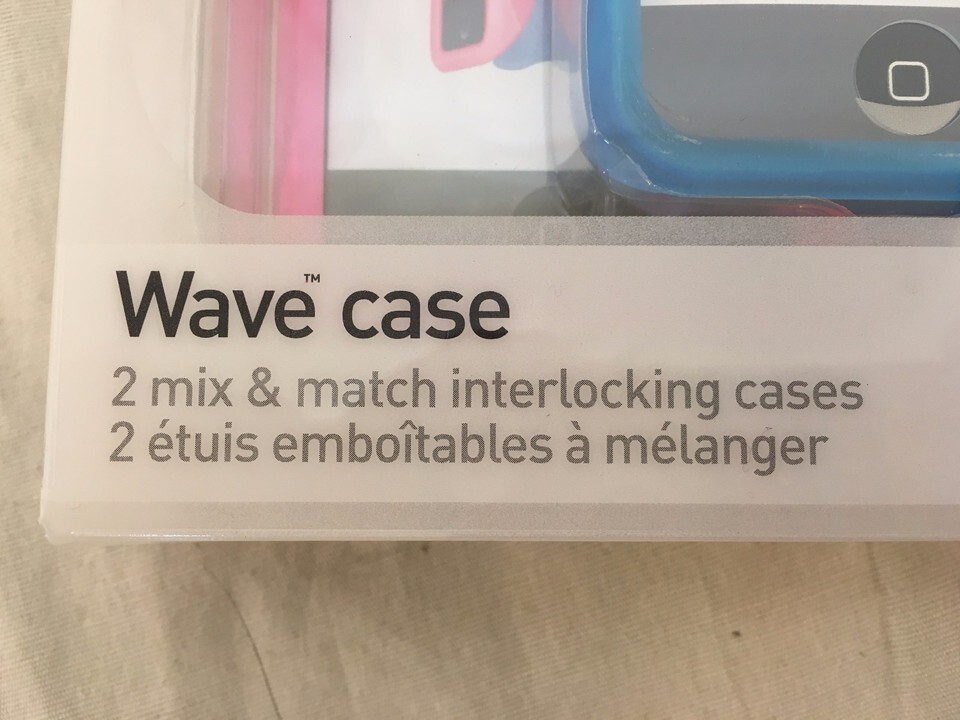 Wave™ case
2 mix & match interlocking cases
2 étuis emboîtables à mélanger